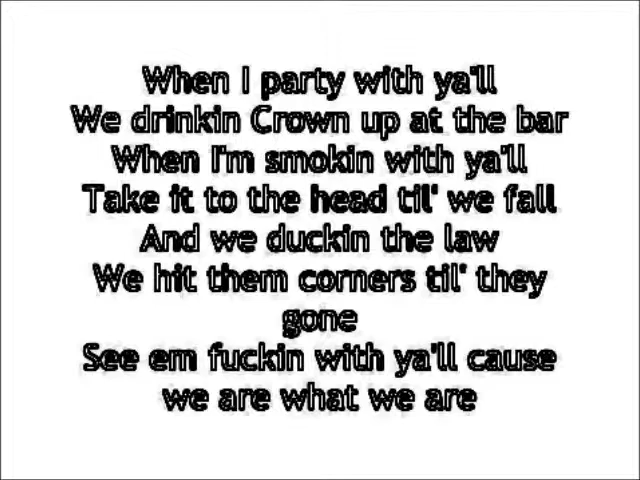 When I party with ya'll
We drinkin Crown up at the bar
When I'm smokin with ya'll
Take it to the head til' we fall
And we duckin the law
We hit them corners til' they
gone
See em fuckin with ya'll cause
we are what we are